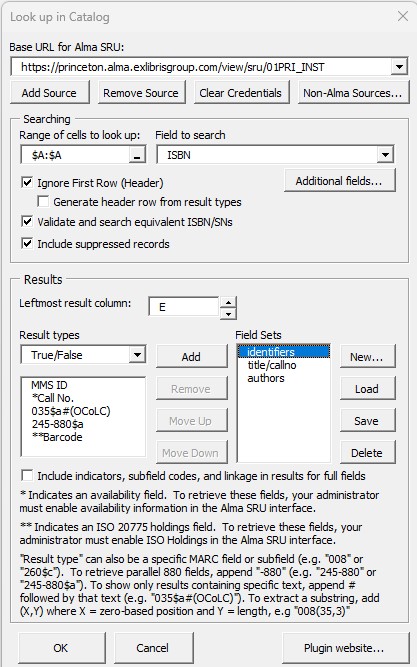 Look up in Catalog
Base URL for Alma SRU:
https://princeton.alma.exlibrisgroup.com/view/sru/01PRI_INST
Add Source Remove Source Clear Credentials Non-Alma Sources...
Searching
Range of cells to look up: Field to search
$A:$A ISBN
Ignore First Row (Header) Additional fields...
Generate header row from result types
Validate and search equivalent ISBN/SNs
Include suppressed records
Results
Leftmost result column: E
Result types Field Sets
True/False Add identifiers New...
title/callno
authors
MMS ID Remove Load
*Call No.
035$a#(OCoLC) Move Up Save
245-880$a
**Barcode Move Down Delete
Include indicators, subfield codes, and linkage in results for full fields
* Indicates an availability field. To retrieve these fields, your administrator
must enable availability information in the Alma SRU interface.
** Indicates an ISO 20775 holdings field. To retrieve these fields, your
administrator must enable ISO Holdings in the Alma SRU interface.
"Result type" can also be a specific MARC field or subfield (e.g. "008" or
"260$c"). To retrieve parallel 880 fields, append "-880" (e.g. "245-880" or
"245-880$a"). To show only results containing specific text, append #
followed by that text (e.g. "035$a#(OCoLC)"). To extract a substring, add
(X,Y) where X = zero-based position and Y = length, e.g "008(35,3)"
OK Cancel Plugin website...